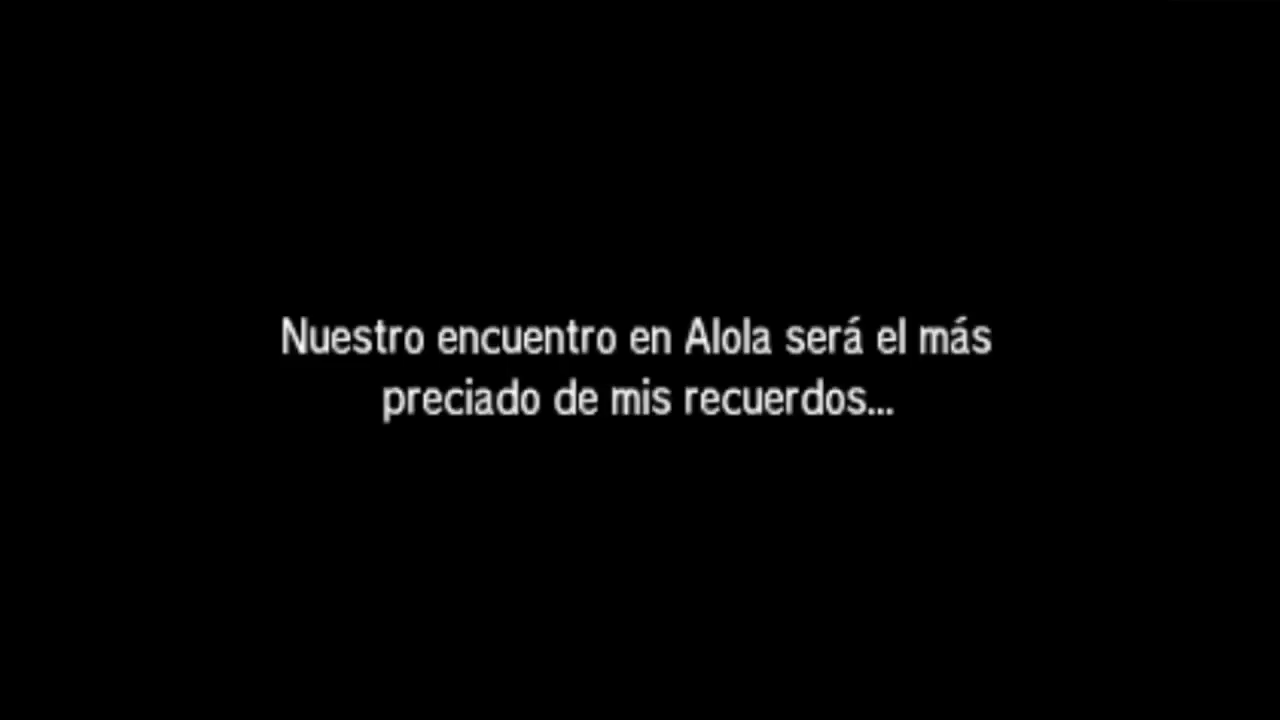 Nuestro encuentro en Alola será el más
preciado de mis recuerdos...